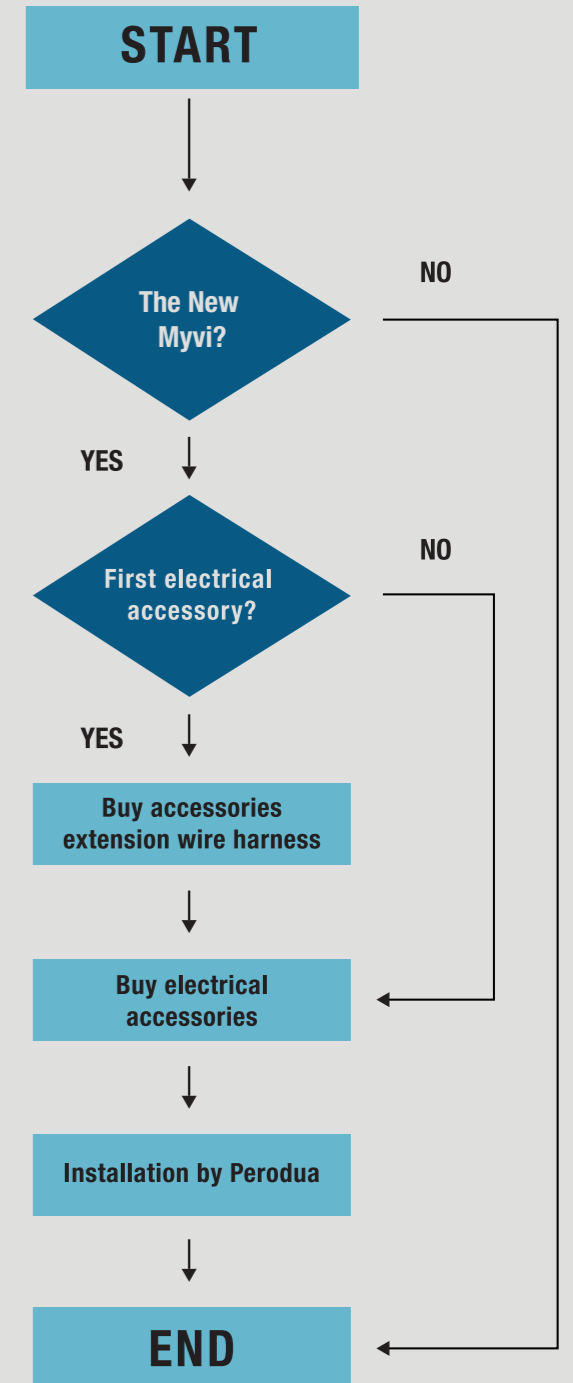 START
The New
Myvi?
NO
YES
First electrical
accessory?
NO
YES
Buy accessories
extension wire harness
Buy electrical
accessories
Installation by Perodua
END